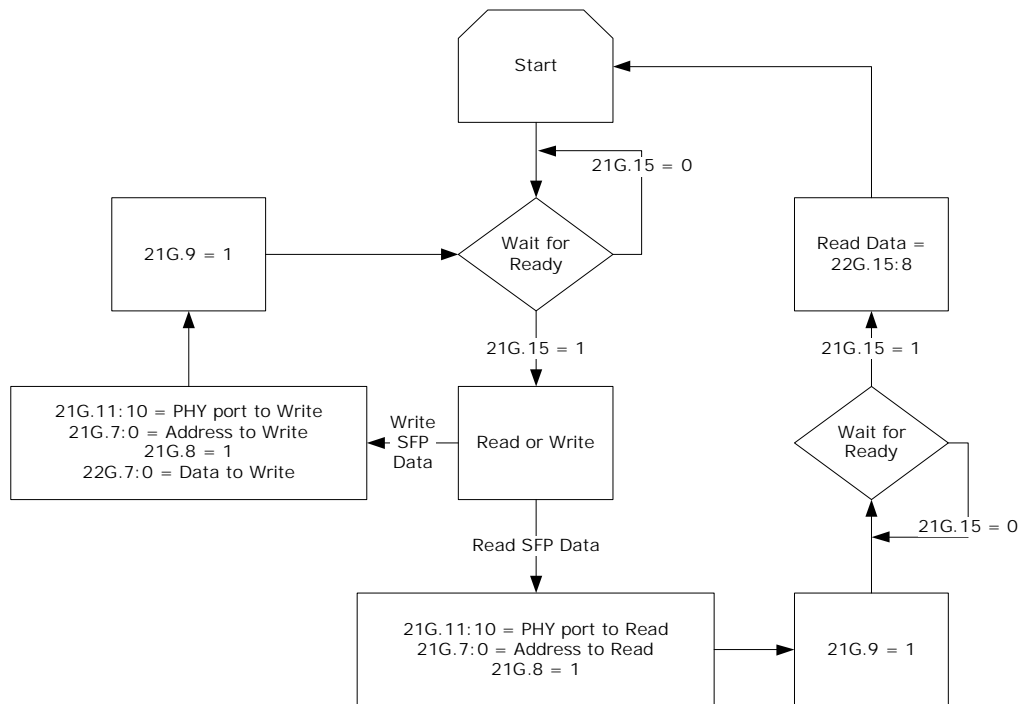 Start
21G.15 = 0
Wait for
Ready
21G.9 = 1
Read Data =
22G.15:8
21G.15 = 1
21G.15 = 1
21G.11:10 = PHY port to Write
21G.7:0 = Address to Write
21G.8 = 1
22G.7:0 = Data to Write
Write
SFP
Data
Read or Write
Wait for
Ready
21G.15 = 0
Read SFP Data
21G.11:10 = PHY port to Read
21G.7:0 = Address to Read
21G.8 = 1
21G.9 = 1